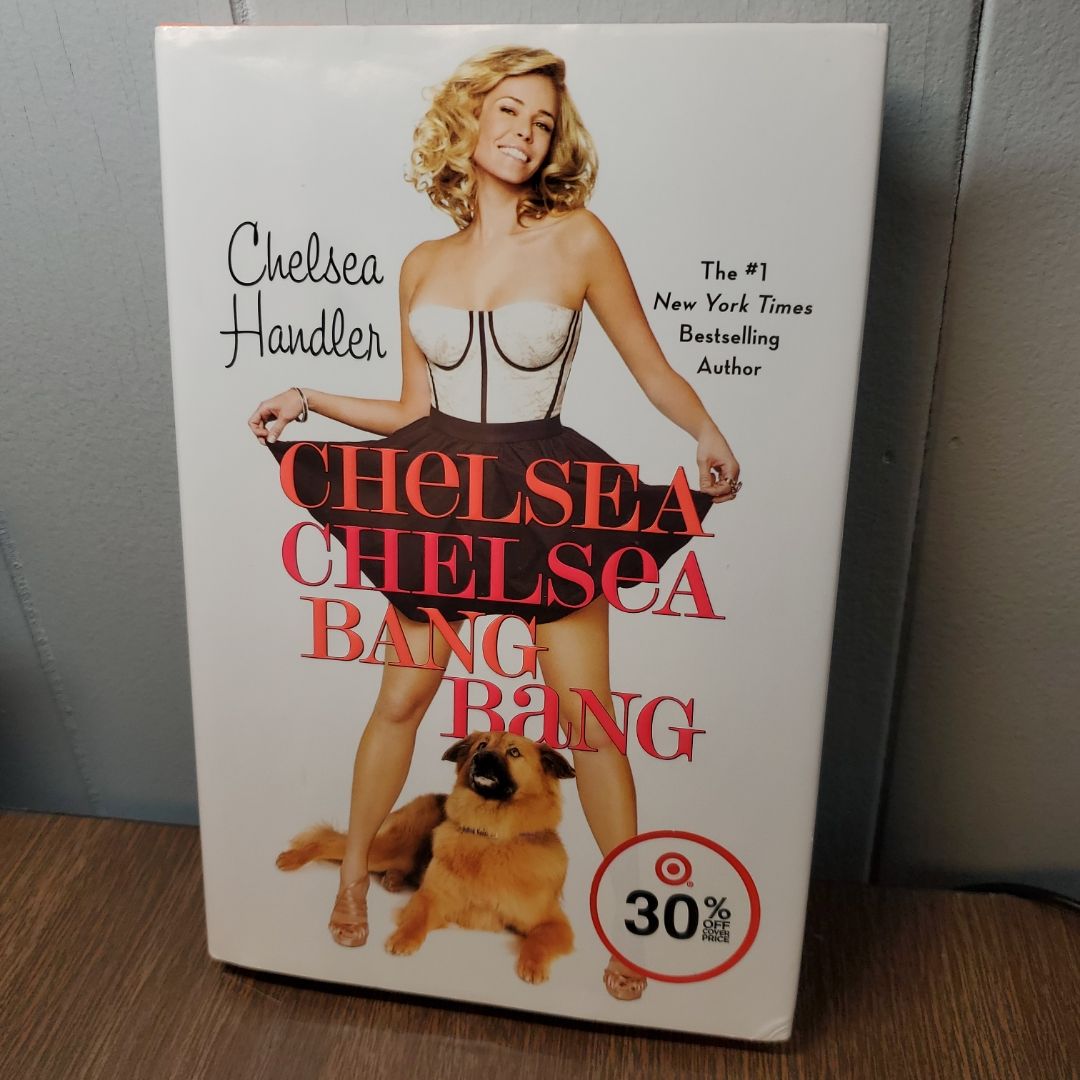 Chelsea
Handler
The #1
New York Times
Bestselling
Author
CHeLSEA
CHELSeA
BANG
BaNG
30%
OFF
COVER
PRICE